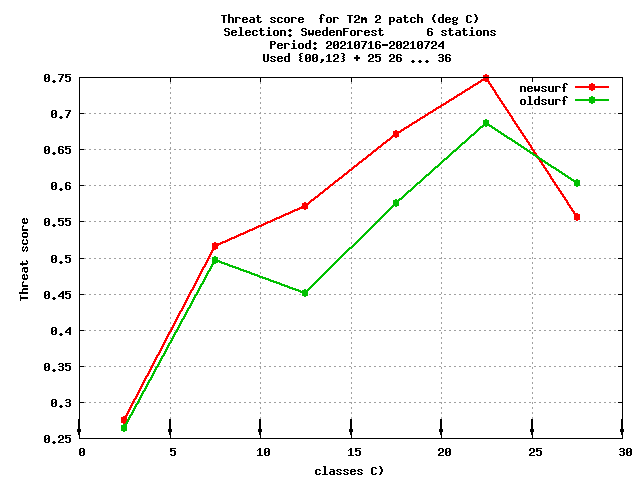 Threat score  for T2m 2 patch (deg C)
Selection: SwedenForest      6 stations
Period: 20210716-20210724
Used {00,12} + 25 26 ... 36
newsurf
oldsurf
0.75
0.7
0.65
0.6
0.55
0.5
0.45
0.4
0.35
0.3
0.25
Threat score
0 5 10 15 20 25 30
classes C)